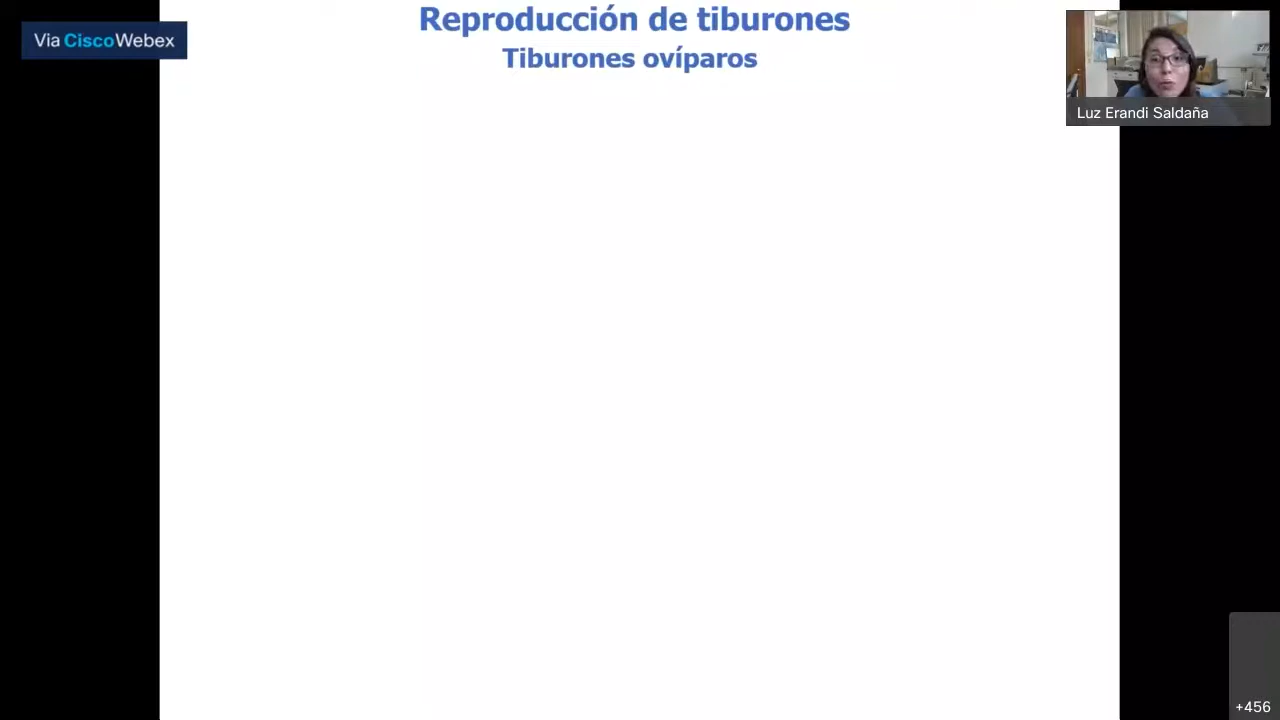 Reproducción de tiburones
Tiburones ovíparos
Via CiscoWebex
Luz Erandi Saldaña
+456